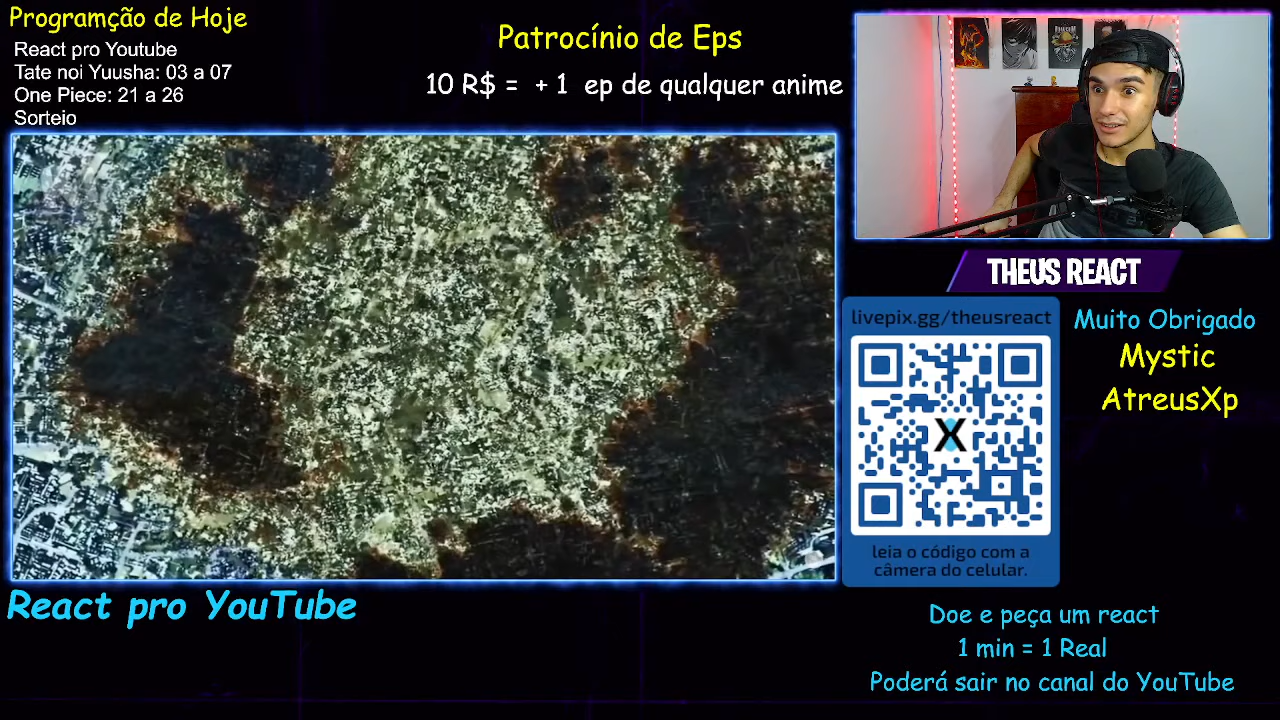 Programção de Hoje
React pro Youtube
Tate noi Yuusha: 03 a 07
One Piece: 21 a 26
Sorteio
Patrocínio de Eps
10 R$ = + 1 ep de qualquer anime
THEUS REACT
livepix.gg/theusreact
X
leia o código com a
câmera do celular.
Muito Obrigado
Mystic
AtreusXp
React pro YouTube
Doe e peça um react
1 min = 1 Real
Poderá sair no canal do YouTube